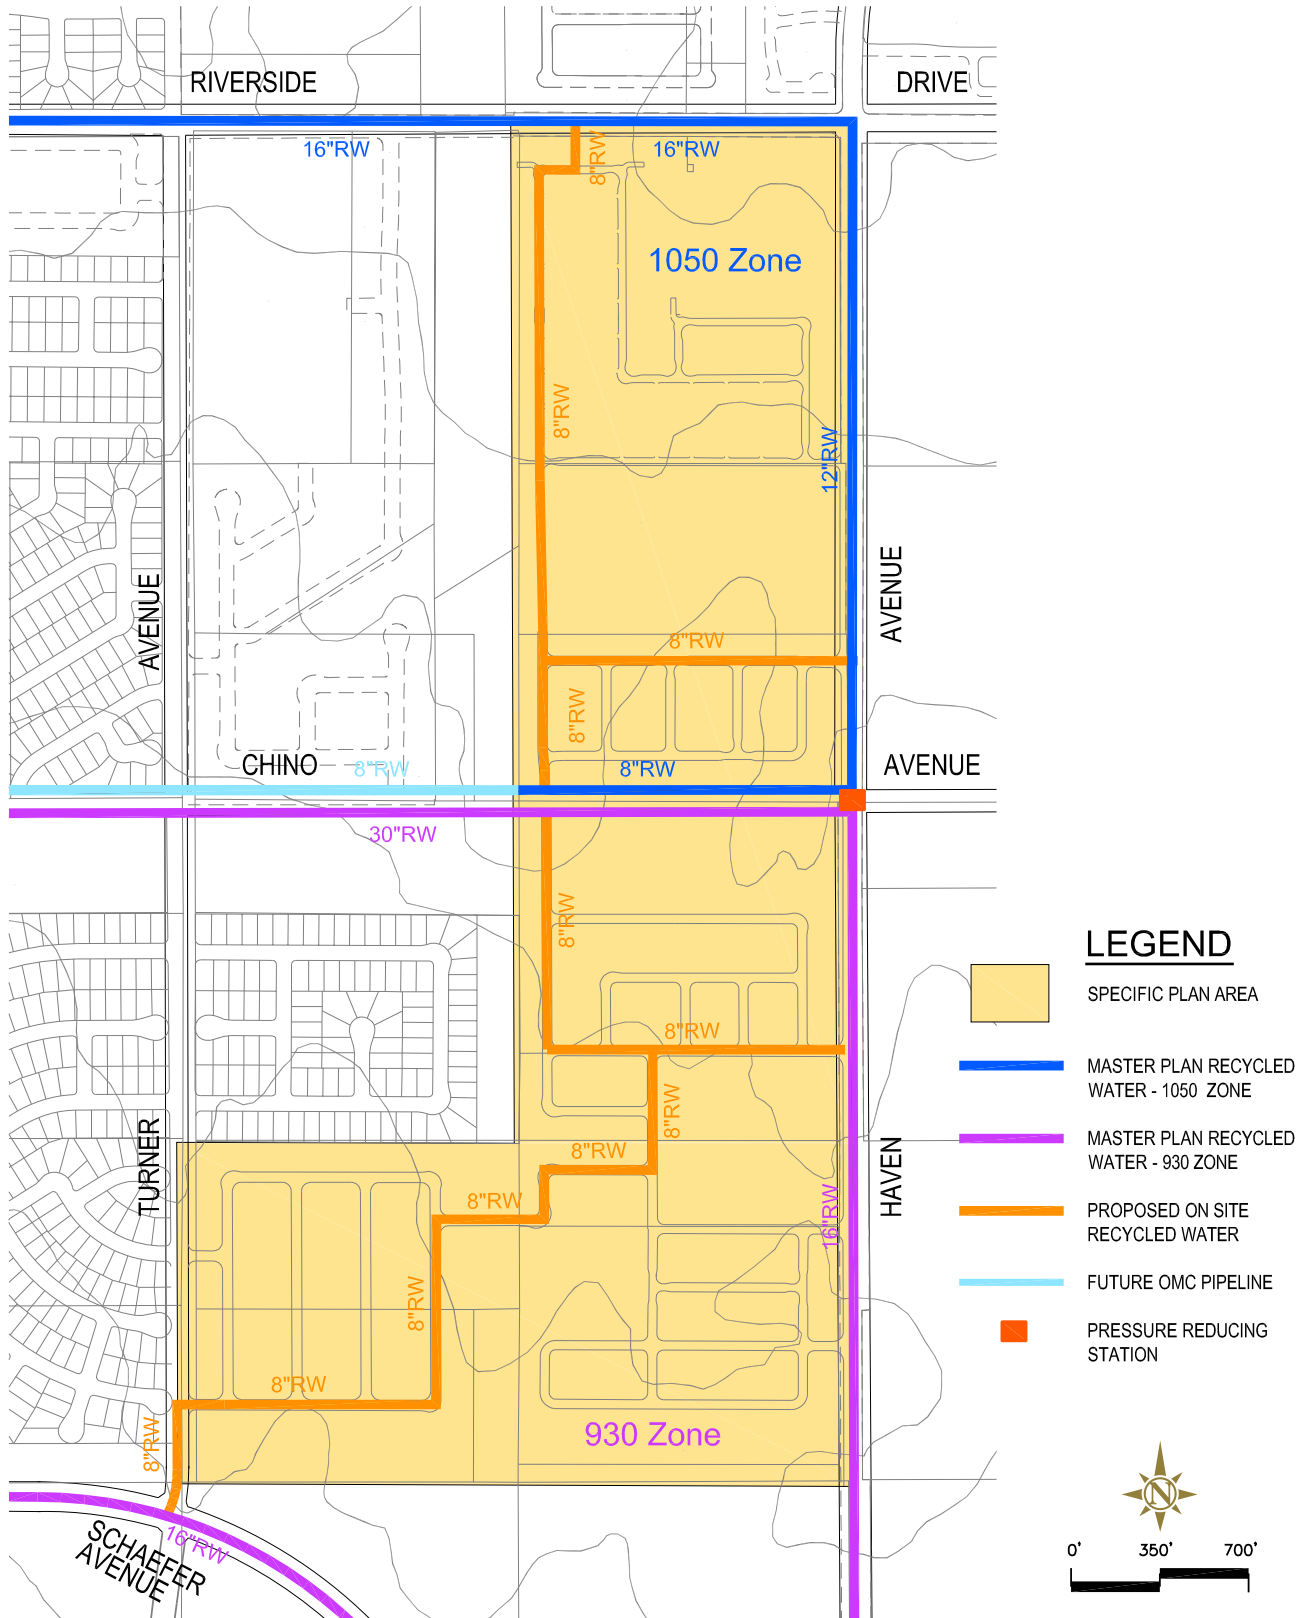 RIVERSIDE
DRIVE
16"RW
8"RW
16"RW
1050 Zone
8"RW
12"RW
AVENUE
AVENUE
8"RW
8"RW
CHINO
8"RW
8"RW
AVENUE
30"RW
8"RW
LEGEND
SPECIFIC PLAN AREA
8"RW
MASTER PLAN RECYCLED
WATER - 1050 ZONE
8"RW
TURNER
HAVEN
MASTER PLAN RECYCLED
WATER - 930 ZONE
8"RW
8"RW
16"RW
PROPOSED ON SITE
RECYCLED WATER
8"RW
FUTURE OMC PIPELINE
PRESSURE REDUCING
STATION
8"RW
8"RW
930 Zone
N
16"RW
SCHAEFER
AVENUE
0' 350' 700'